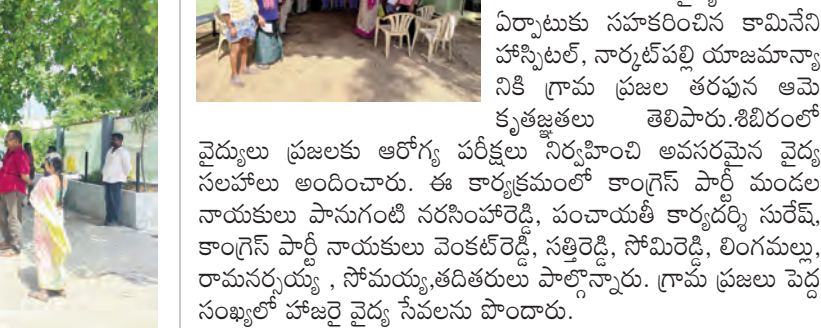 ఏర్పాటుకు సహకరించిన కామినేని
హాస్పిటల్, నార్కట్‌పల్లి యాజమాన్యా
నికి గ్రామ ప్రజల తరఫున ఆమె
కృతజ్ఞతలు తెలిపారు.శిబిరంలో
వైద్యులు ప్రజలకు ఆరోగ్య పరీక్షలు నిర్వహించి అవసరమైన వైద్య
సలహాలు అందించారు. ఈ కార్యక్రమంలో కాంగ్రెస్ పార్టీ మండల
నాయకులు పానుగంటి నరసింహారెడ్డి, పంచాయతీ కార్యదర్శి సురేష్,
కాంగ్రెస్ పార్టీ నాయకులు వెంకట్‌రెడ్డి, సత్తిరెడ్డి, సోమిరెడ్డి, లింగమల్లు,
రామనర్సయ్య , సోమయ్య,తదితరులు పాల్గొన్నారు. గ్రామ ప్రజలు పెద్ద
సంఖ్యలో హాజరై వైద్య సేవలను పొందారు.